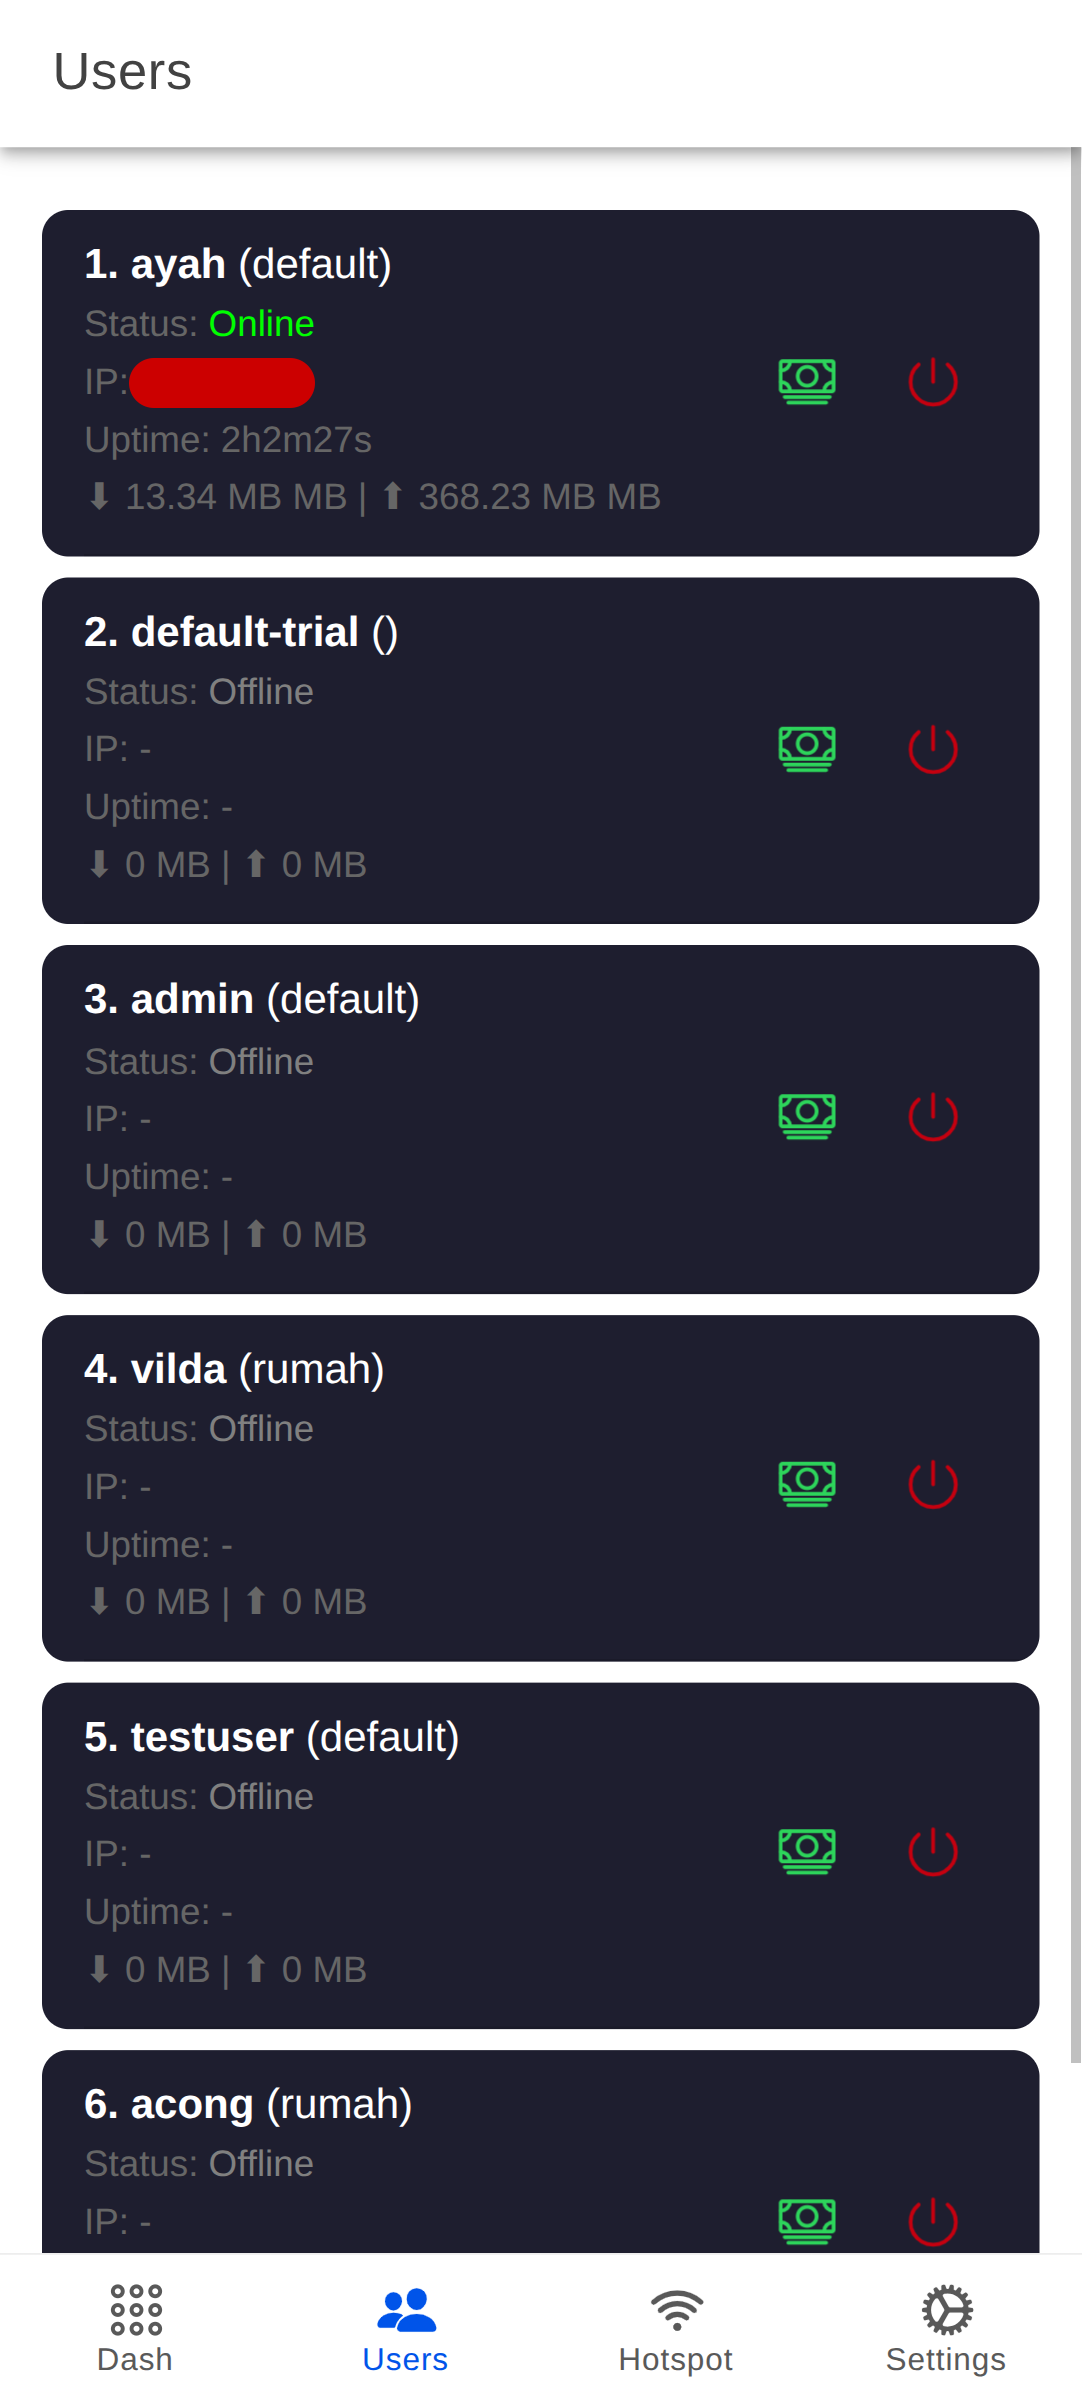 Users
1. ayah (default)
Status: Online
IP:
Uptime: 2h2m27s
⬇ 13.34 MB MB | ⬆ 368.23 MB MB
2. default-trial ()
Status: Offline
IP: -
Uptime: -
⬇ 0 MB | ⬆ 0 MB
3. admin (default)
Status: Offline
IP: -
Uptime: -
⬇ 0 MB | ⬆ 0 MB
4. vilda (rumah)
Status: Offline
IP: -
Uptime: -
⬇ 0 MB | ⬆ 0 MB
5. testuser (default)
Status: Offline
IP: -
Uptime: -
⬇ 0 MB | ⬆ 0 MB
6. acong (rumah)
Status: Offline
IP: -
Dash
Users
Hotspot
Settings